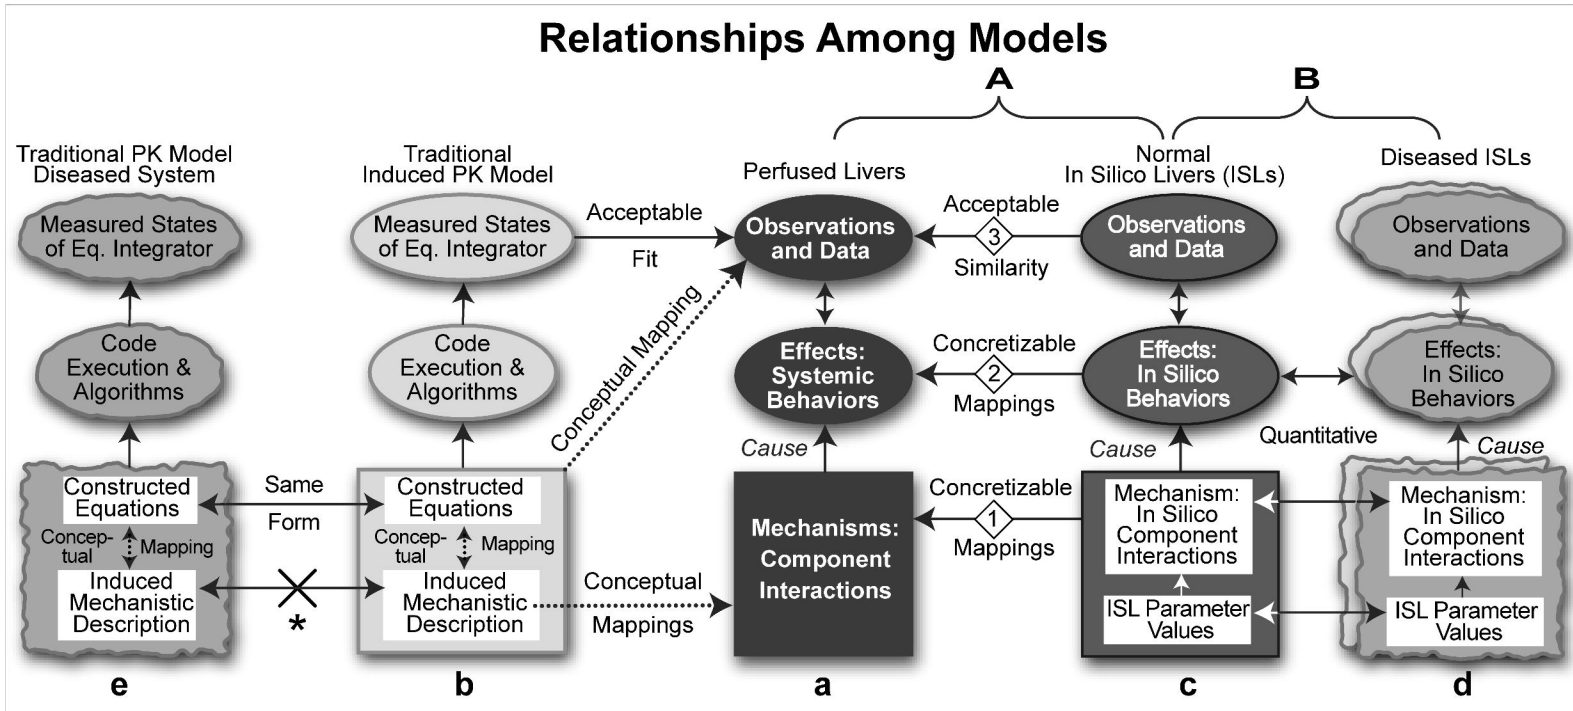 Relationships Among Models
A
B
Traditional PK Model
Diseased System
Measured States
of Eq. Integrator
Code
Execution &
Algorithms
Constructed
Equations
Concep-
tual
Mapping
Induced
Mechanistic
Description
e
Same
Form
*
Traditional
Induced PK Model
Measured States
of Eq. Integrator
Code
Execution &
Algorithms
Constructed
Equations
Concep-
tual
Mapping
Induced
Mechanistic
Description
b
Acceptable
Fit
Conceptual Mapping
Conceptual
Mappings
Perfused Livers
Observations
and Data
Effects:
Systemic
Behaviors
Cause
Mechanisms:
Component
Interactions
a
Acceptable
3
Similarity
Concretizable
2
Mappings
Concretizable
1
Mappings
Normal
In Silico Livers (ISLs)
Observations
and Data
Effects:
In Silico
Behaviors
Cause
Mechanism:
In Silico
Component
Interactions
ISL Parameter
Values
c
Quantitative
Diseased ISLs
Observations
and Data
Effects:
In Silico
Behaviors
Cause
Mechanism:
In Silico
Component
Interactions
ISL Parameter
Values
d